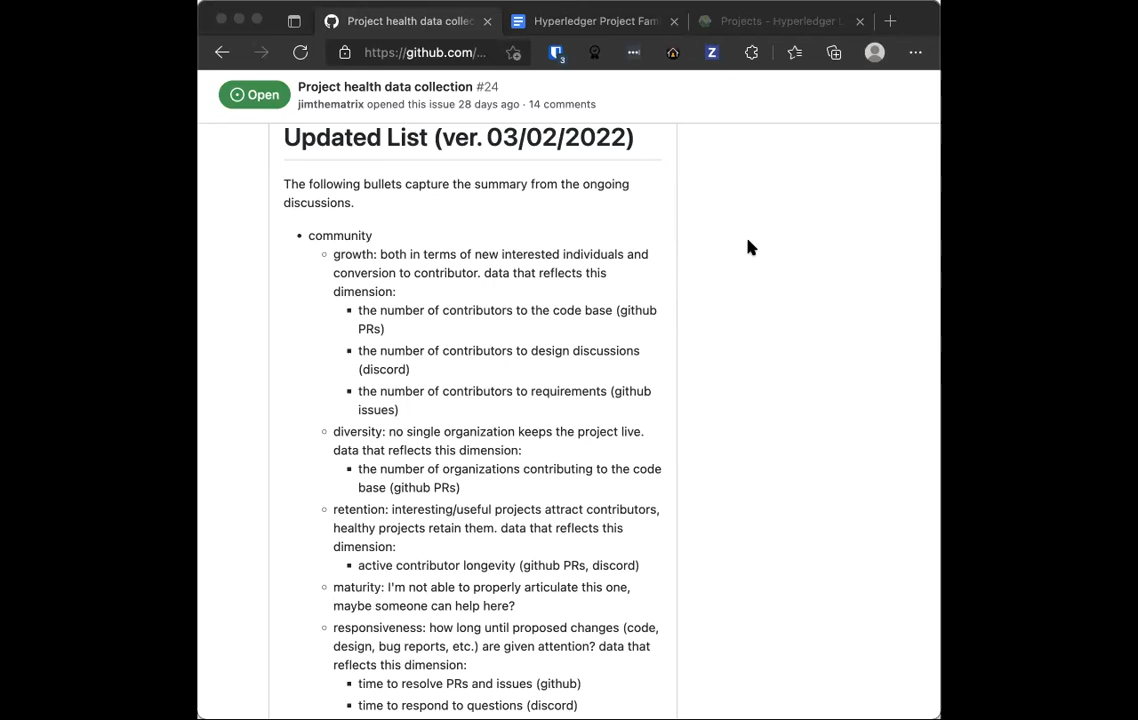 Project health data collec
Hyperledger Project Fam
Projects - Hyperledger
https://github.com/...
3
Z
Open
Project health data collection #24
jimthematrix opened this issue 28 days ago · 14 comments
Updated List (ver. 03/02/2022)
The following bullets capture the summary from the ongoing
discussions.
• community
◦ growth: both in terms of new interested individuals and
conversion to contributor. data that reflects this
dimension:
▪ the number of contributors to the code base (github
PRs)
▪ the number of contributors to design discussions
(discord)
▪ the number of contributors to requirements (github
issues)
◦ diversity: no single organization keeps the project live.
data that reflects this dimension:
▪ the number of organizations contributing to the code
base (github PRs)
◦ retention: interesting/useful projects attract contributors,
healthy projects retain them. data that reflects this
dimension:
▪ active contributor longevity (github PRs, discord)
◦ maturity: I'm not able to properly articulate this one,
maybe someone can help here?
◦ responsiveness: how long until proposed changes (code,
design, bug reports, etc.) are given attention? data that
reflects this dimension:
▪ time to resolve PRs and issues (github)
▪ time to respond to questions (discord)